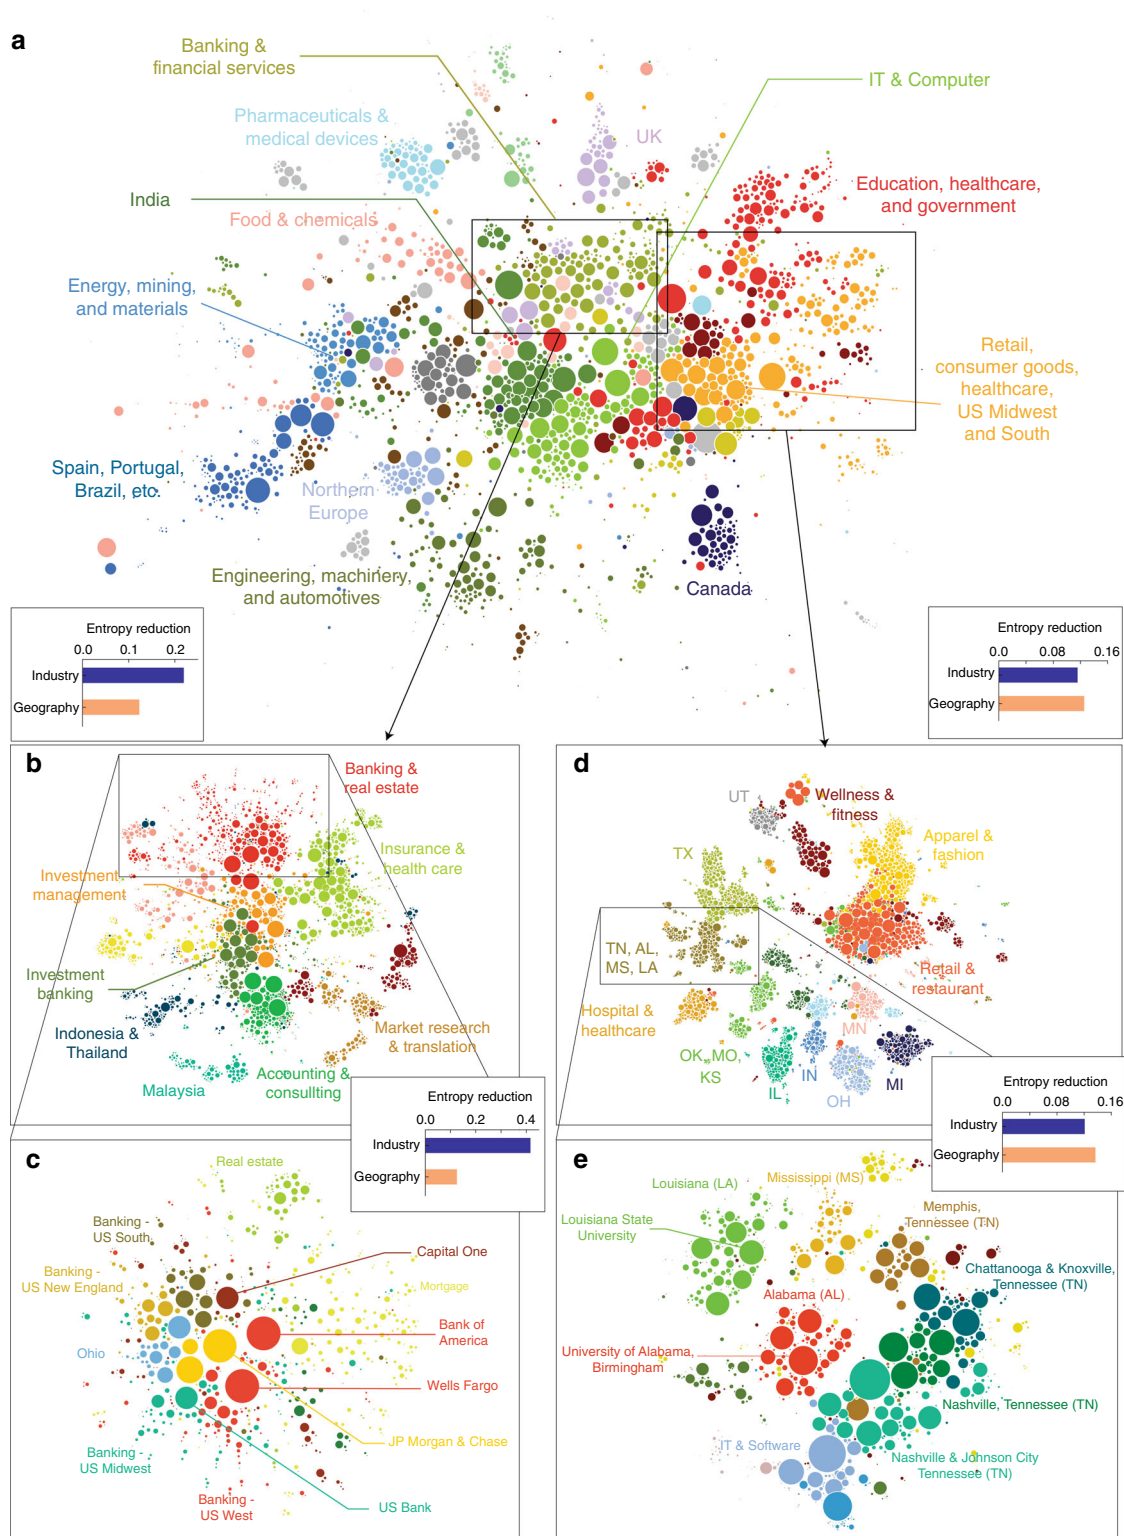 a
Banking &
financial services
IT & Computer
Pharmaceuticals &
medical devices
UK
India
Education, healthcare,
and government
Food & chemicals
Energy, mining,
and materials
Retail,
consumer goods,
healthcare,
US Midwest
and South
Spain, Portugal,
Brazil, etc.
Northern
Europe
Engineering, machinery,
and automotives
Canada
Entropy reduction
0.0 0.1 0.2
Industry
Geography
Entropy reduction
0.0 0.08 0.16
Industry
Geography
b
Banking &
real estate
Insurance &
health care
Investment
management
Investment
banking
Indonesia &
Thailand
Market research
& translation
Malaysia
Accounting &
consullting
Entropy reduction
0.0 0.2 0.4
Industry
Geography
d
UT
Wellness &
fitness
Apparel &
fashion
TX
TN, AL,
MS, LA
Retail &
restaurant
Hospital &
healthcare
MN
OK, MO,
KS
IL
IN
OH
MI
Entropy reduction
0.0 0.08 0.16
Industry
Geography
c
Real estate
Banking -
US South
Capital One
Banking -
US New England
Mortgage
Bank of
America
Ohio
Wells Fargo
JP Morgan & Chase
Banking -
US Midwest
Banking -
US West
US Bank
e
Louisiana (LA)
Mississippi (MS)
Louisiana State
University
Memphis,
Tennessee (TN)
Chattanooga & Knoxville,
Tennessee (TN)
Alabama (AL)
University of Alabama,
Birmingham
Nashville, Tennessee (TN)
IT & Software
Nashville & Johnson City
Tennessee (TN)